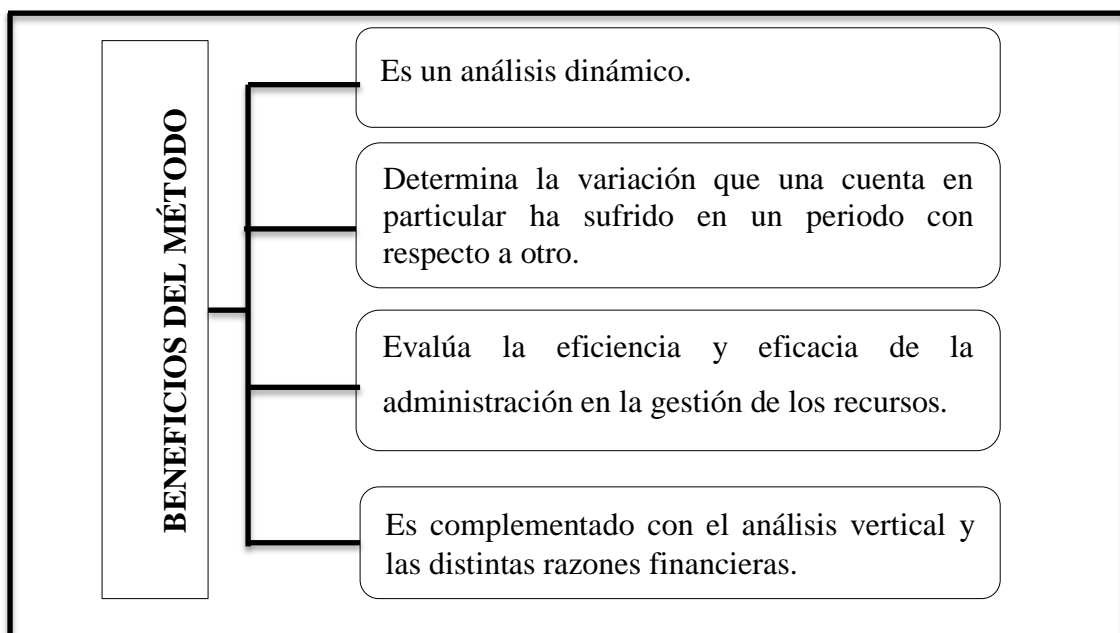 BENEFICIOS DEL MÉTODO
Es un análisis dinámico.
Determina la variación que una cuenta en
particular ha sufrido en un periodo con
respecto a otro.
Evalúa la eficiencia y eficacia de la
administración en la gestión de los recursos.
Es complementado con el análisis vertical y
las distintas razones financieras.